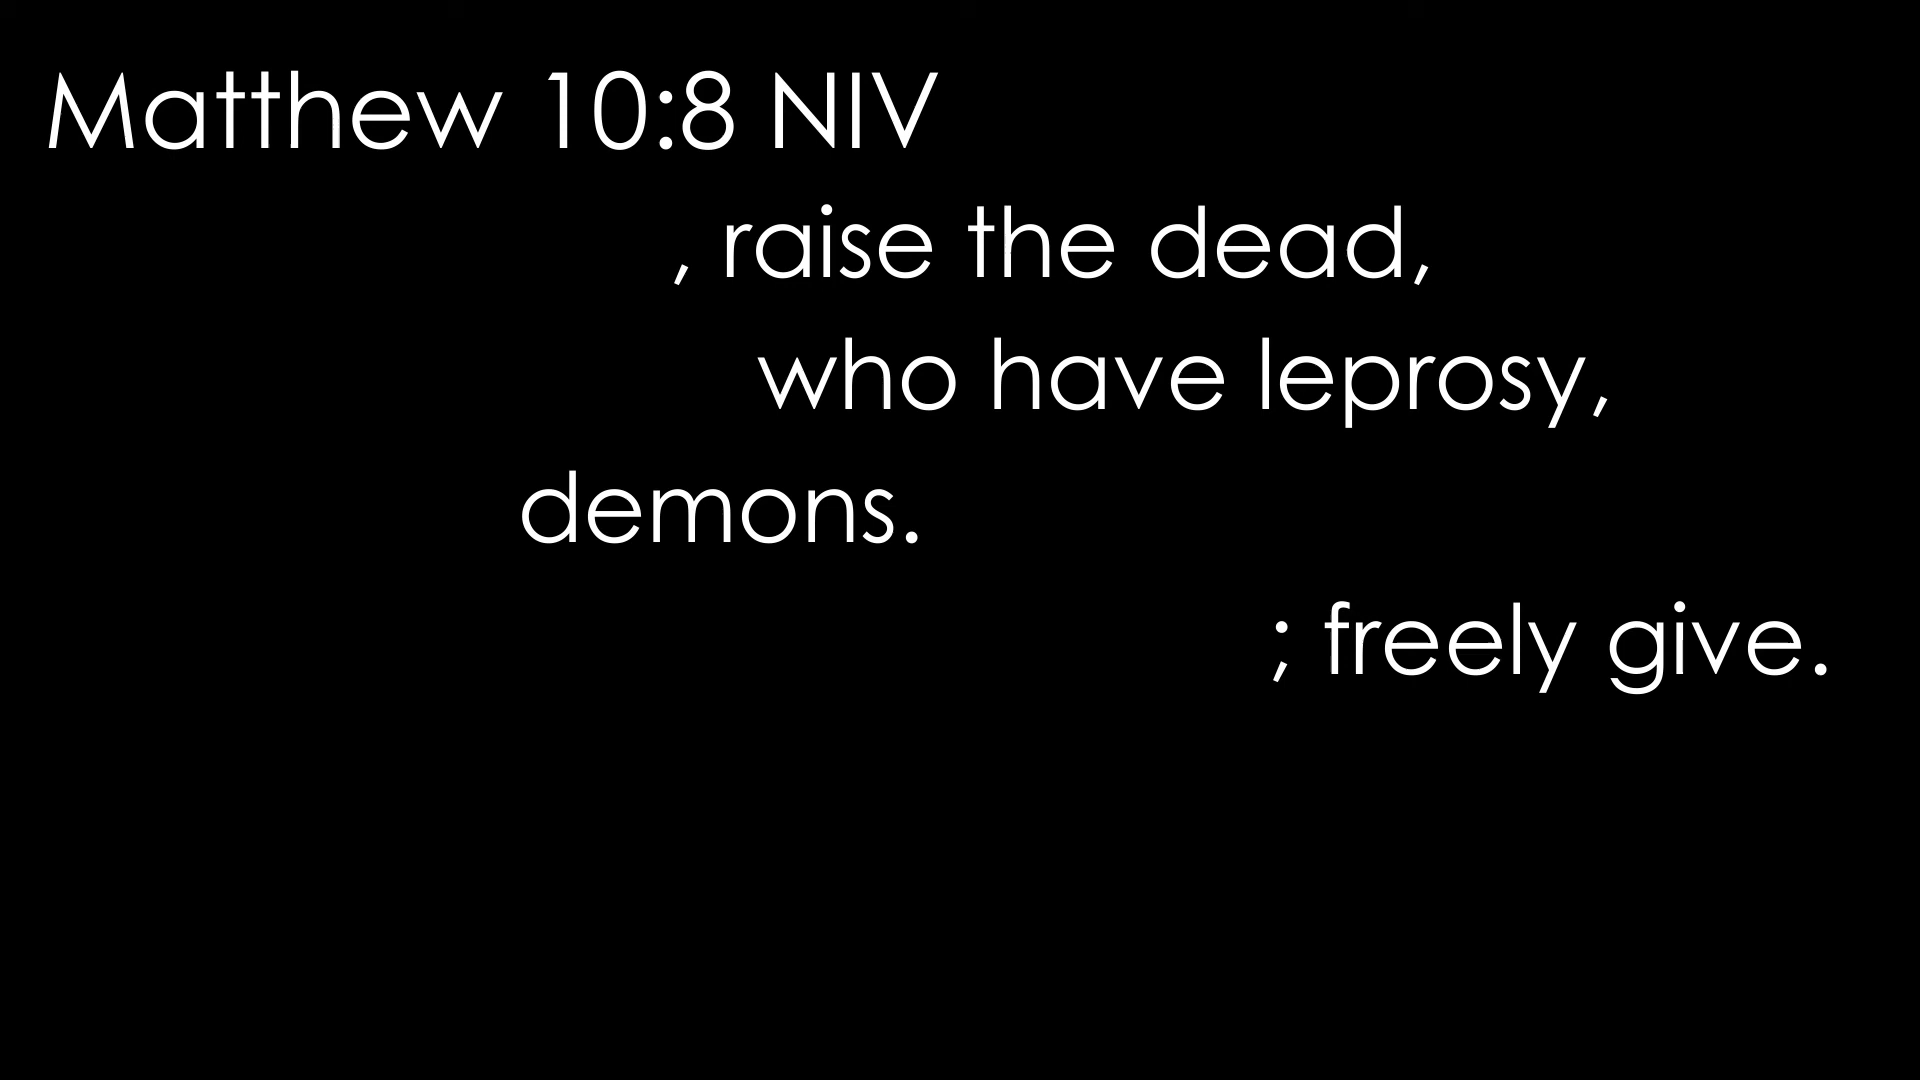 Matthew 10:8 NIV
, raise the dead,
who have leprosy,
demons.
; freely give.